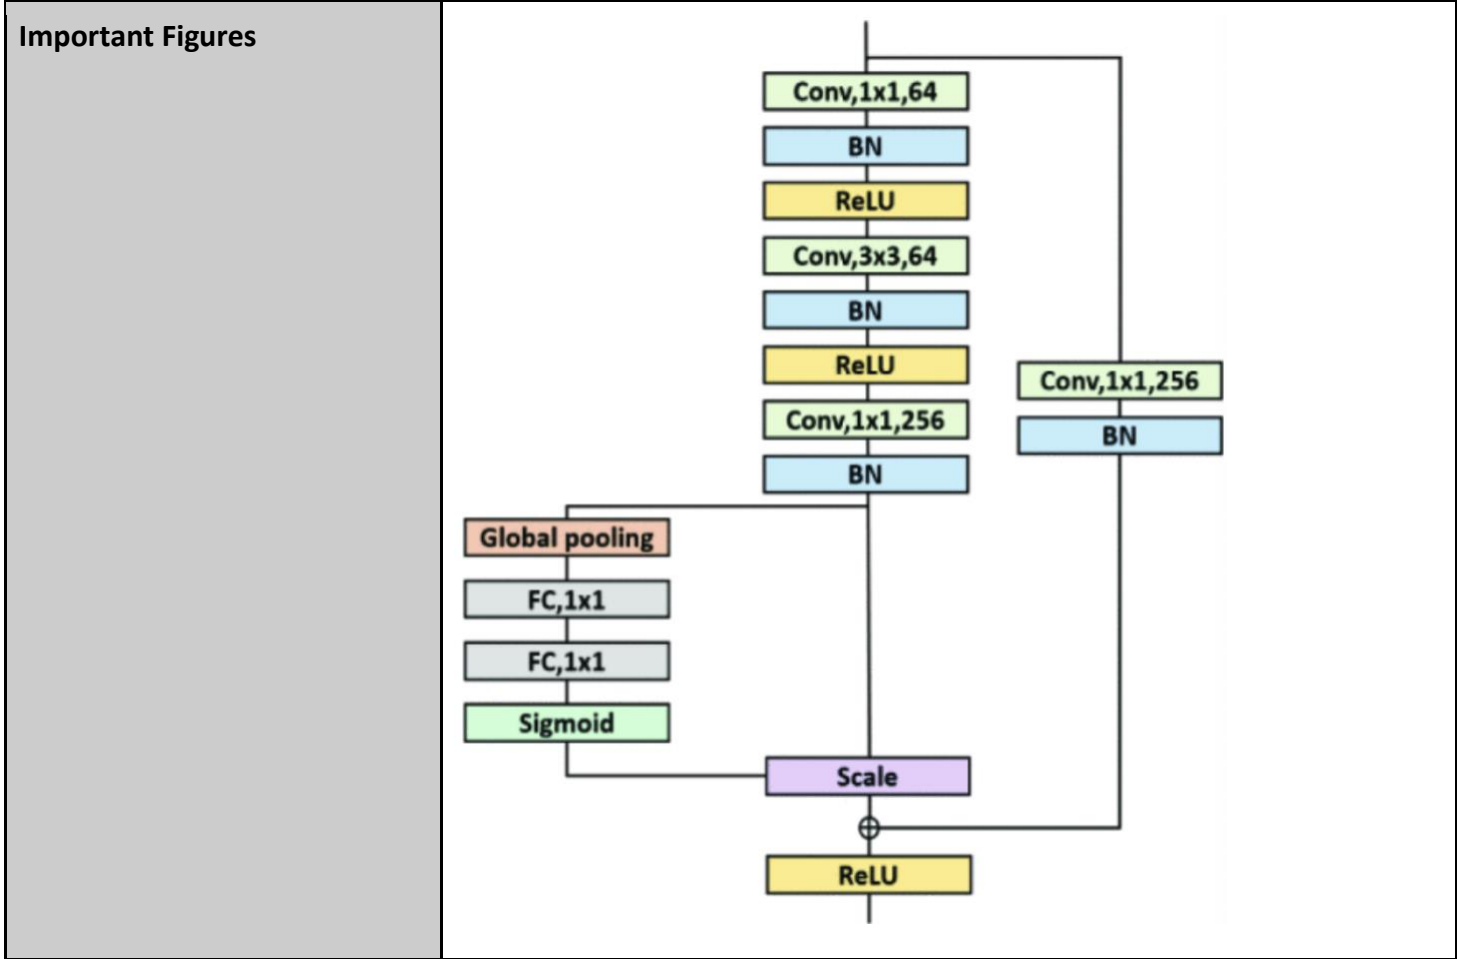 Important Figures
Conv,1x1,64
BN
ReLU
Conv,3x3,64
BN
ReLU
Conv,1x1,256
BN
Conv,1x1,256
BN
Global pooling
FC,1x1
FC,1x1
Sigmoid
Scale
ReLU